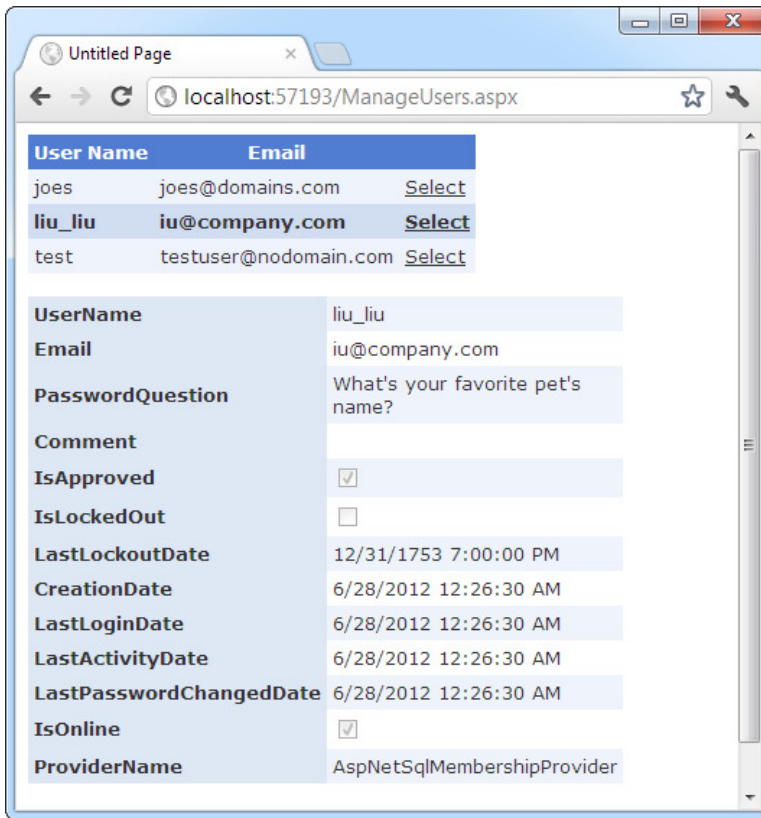 Untitled Page
localhost:57193/ManageUsers.aspx
User Name Email
joes joes@domains.com Select
liu_liu iu@company.com Select
test testuser@nodomain.com Select
UserName liu_liu
Email iu@company.com
PasswordQuestion What's your favorite pet's
name?
Comment
IsApproved
IsLockedOut
LastLockoutDate 12/31/1753 7:00:00 PM
CreationDate 6/28/2012 12:26:30 AM
LastLoginDate 6/28/2012 12:26:30 AM
LastActivityDate 6/28/2012 12:26:30 AM
LastPasswordChangedDate 6/28/2012 12:26:30 AM
IsOnline
ProviderName AspNetSqlMembershipProvider